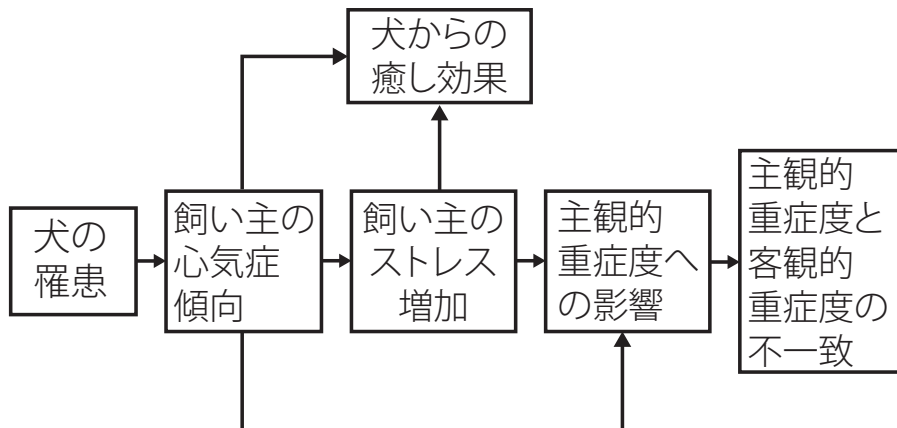 犬からの
癒し効果
犬の
罹患
飼い主の
心気症
傾向
飼い主の
ストレス
増加
主観的
重症度へ
の影響
主観的
重症度と
客観的
重症度の
不一致